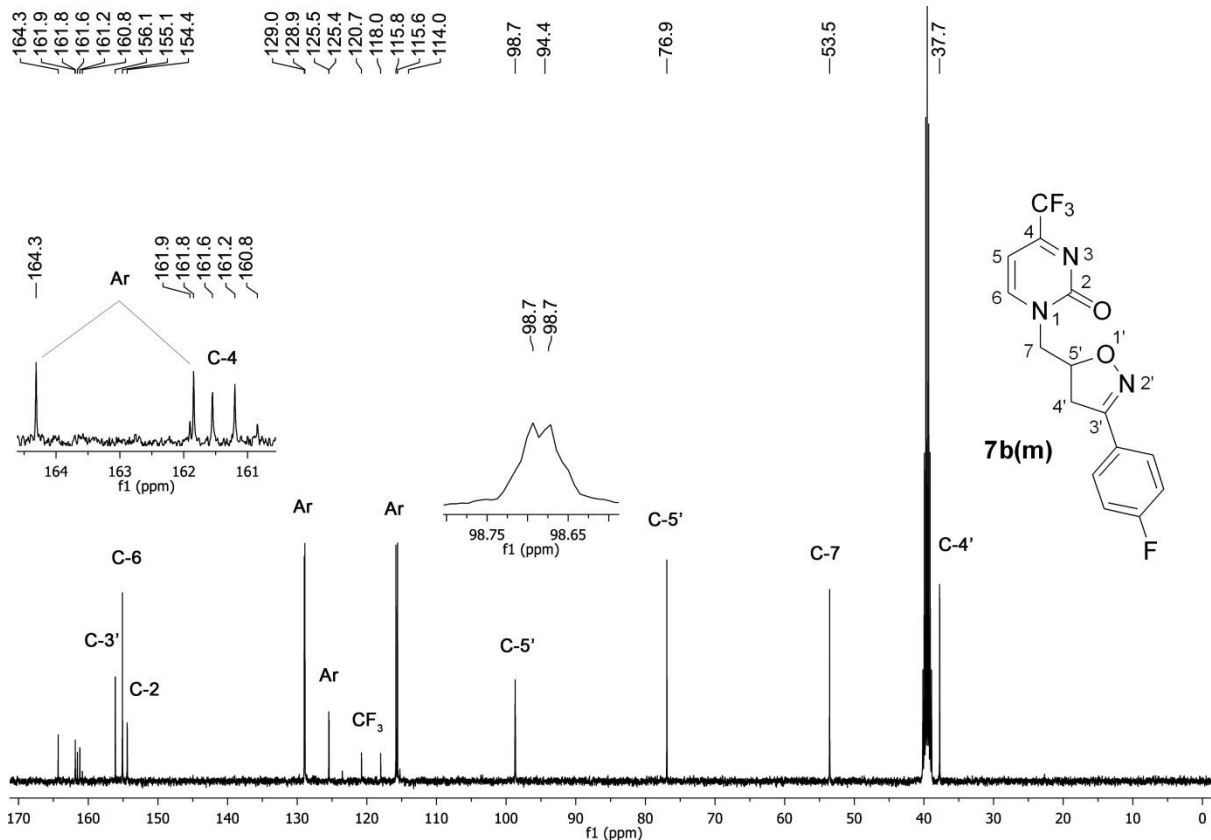 164.3
161.9
161.8
161.6
161.2
160.8
156.1
155.1
154.4
129.0
128.9
125.5
125.4
120.7
118.0
115.8
115.6
114.0
98.7
94.4
76.9
53.5
37.7
164.3
161.9
161.8
161.6
161.2
160.8
Ar
C-4
164 163 162 161
f1 (ppm)
98.7
98.7
98.75 98.65
f1 (ppm)
CF3
4
N 3
5
2
6
N
O
1
7
5'
O
1'
N 2'
4'
3'
7b(m)
F
C-6
C-3'
C-2
Ar
Ar
CF3
Ar
C-5'
C-5'
C-7
C-4'
170 160 150 140 130 120 110 100 90 80 70 60 50 40 30 20 10 0
f1 (ppm)